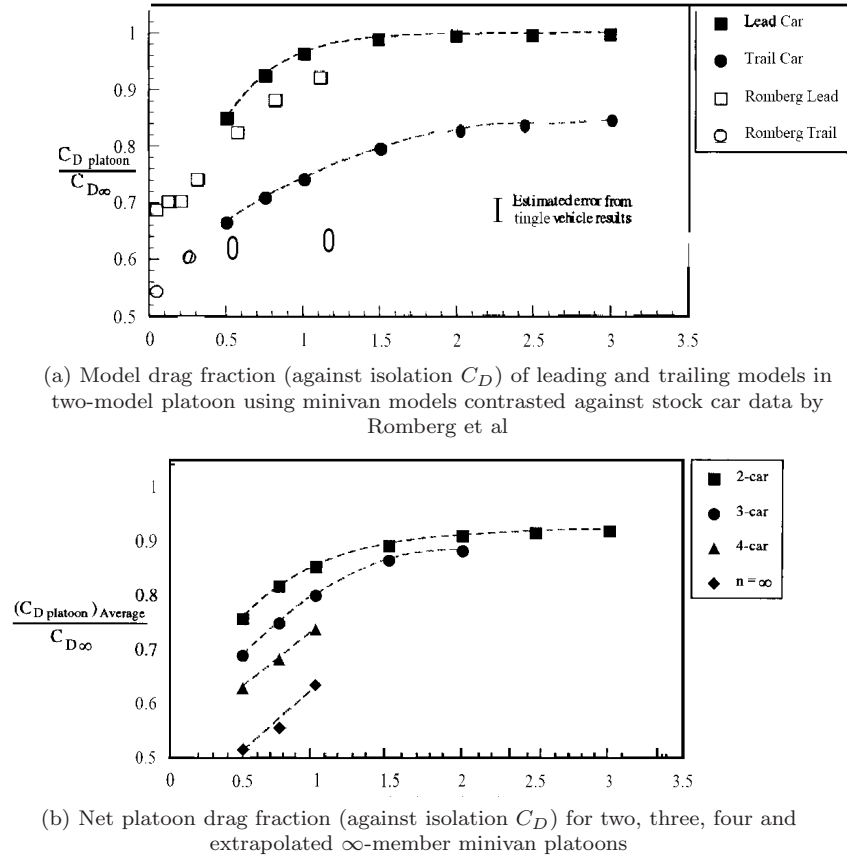 1
0.9
0.8
0.7
0.6
0.5
C_D platoon
C_D∞
0
0.5
1
1.5
2
2.5
3
3.5
Lead Car
Trail Car
Romberg Lead
Romberg Trail
Estimated error from
tingle vehicle results
(a) Model drag fraction (against isolation C_D) of leading and trailing models in
two-model platoon using minivan models contrasted against stock car data by
Romberg et al
1
0.9
0.8
0.7
0.6
0.5
(C_D platoon)_Average
C_D∞
0
0.5
1
1.5
2
2.5
3
3.5
2-car
3-car
4-car
n = ∞
(b) Net platoon drag fraction (against isolation C_D) for two, three, four and
extrapolated ∞-member minivan platoons